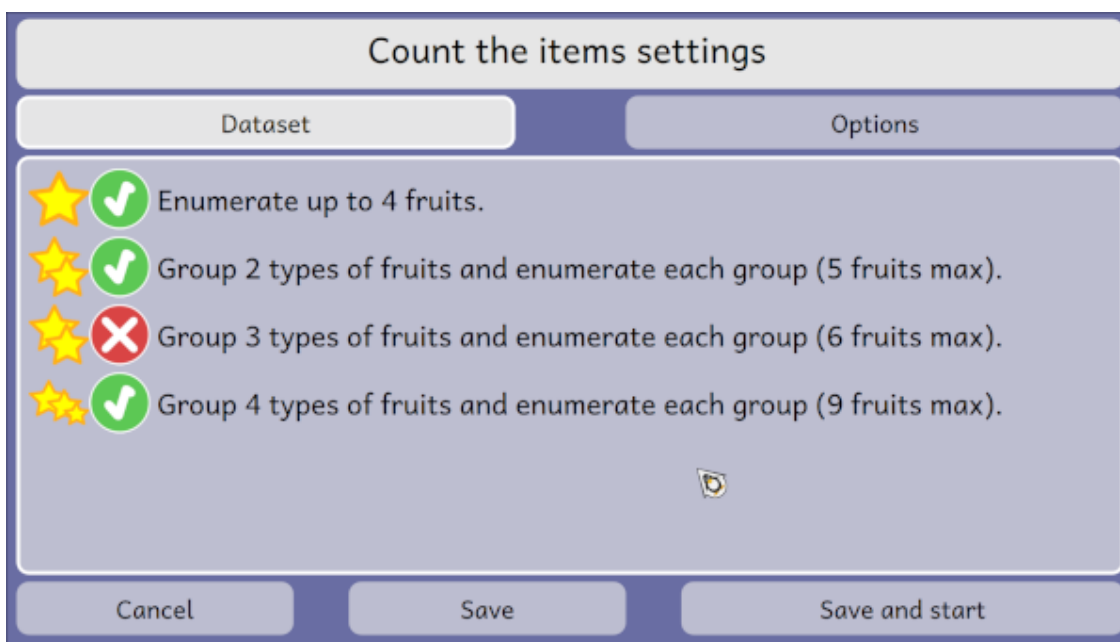 Count the items settings
Dataset
Options
Enumerate up to 4 fruits.
Group 2 types of fruits and enumerate each group (5 fruits max).
Group 3 types of fruits and enumerate each group (6 fruits max).
Group 4 types of fruits and enumerate each group (9 fruits max).
Cancel
Save
Save and start